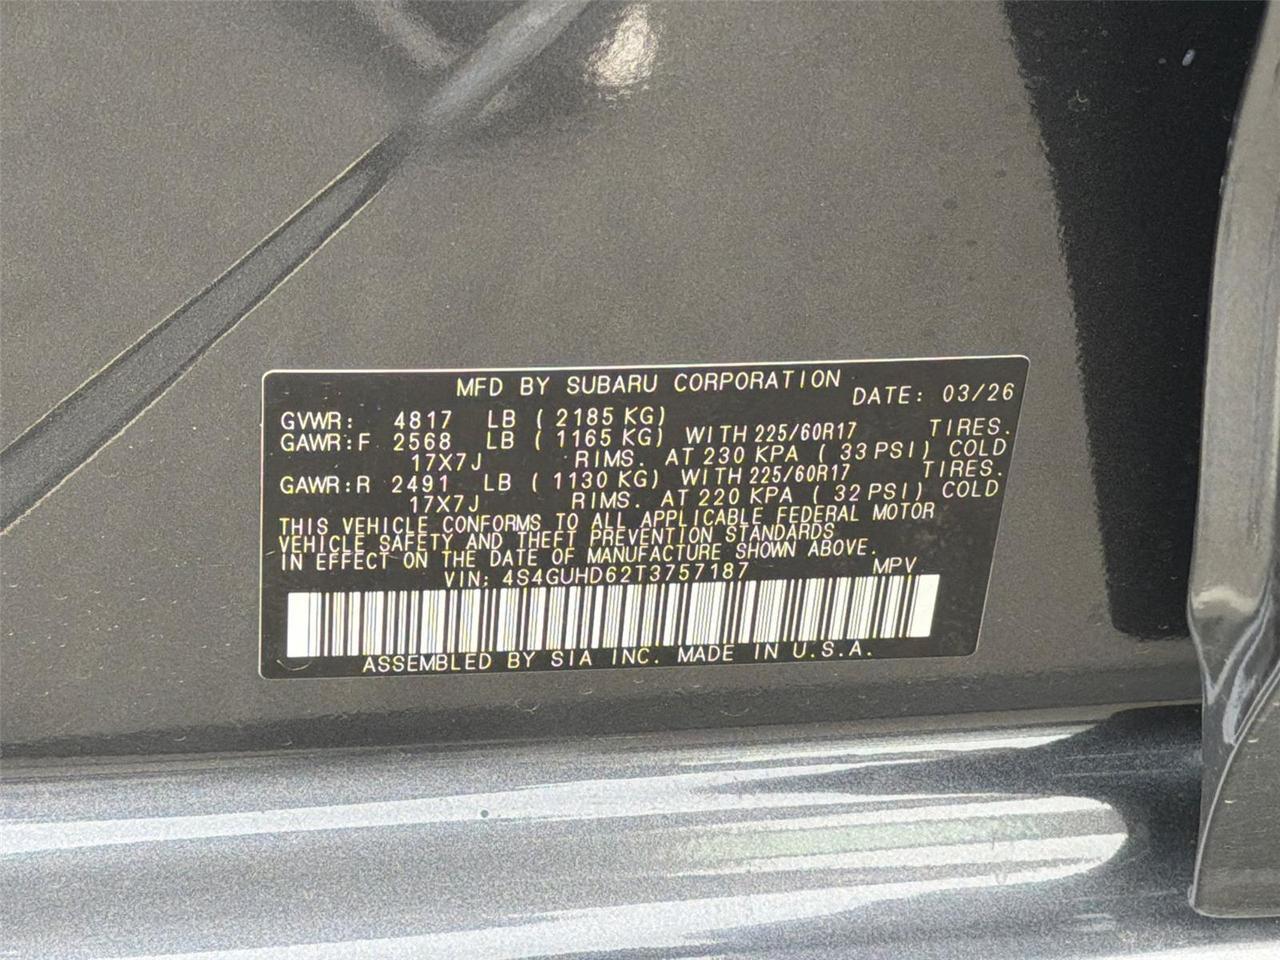 MFD BY SUBARU CORPORATION DATE: 03/26
GVWR: 4817 LB ( 2185 KG)
GAWR:F 2568 LB ( 1165 KG) WITH 225/60R17 TIRES.
17X7J RIMS. AT 230 KPA ( 33 PSI) COLD
GAWR:R 2491 LB ( 1130 KG) WITH 225/60R17 TIRES.
17X7J RIMS. AT 220 KPA ( 32 PSI) COLD
THIS VEHICLE CONFORMS TO ALL APPLICABLE FEDERAL MOTOR
VEHICLE SAFETY AND THEFT PREVENTION STANDARDS
IN EFFECT ON THE DATE OF MANUFACTURE SHOWN ABOVE.
VIN: 4S4GUHD62T3757187 MPV
ASSEMBLED BY SIA INC. MADE IN U.S.A.